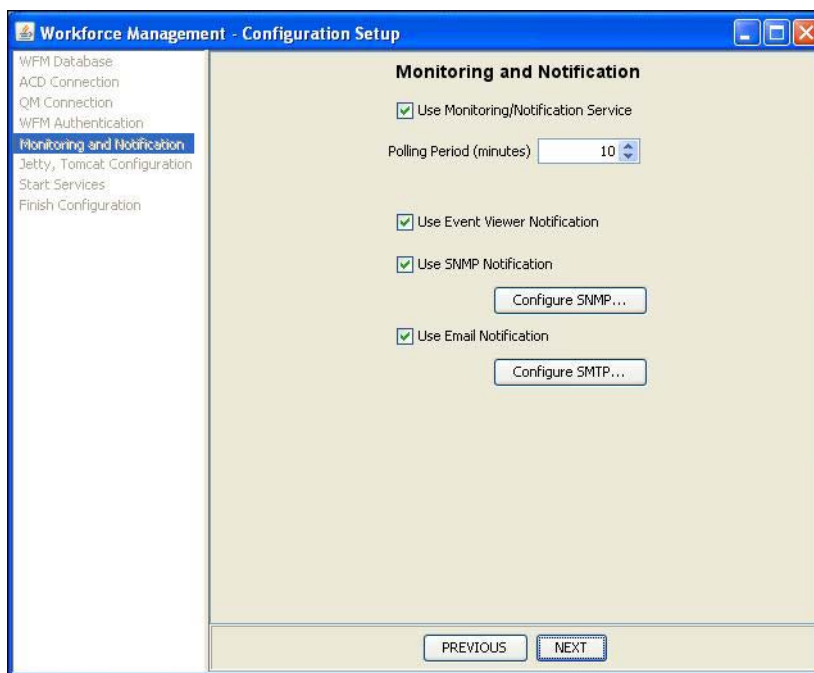 Workforce Management - Configuration Setup
WFM Database
ACD Connection
QM Connection
WFM Authentication
Monitoring and Notification
Jetty, Tomcat Configuration
Start Services
Finish Configuration
Monitoring and Notification
Use Monitoring/Notification Service
Polling Period (minutes) 10
Use Event Viewer Notification
Use SNMP Notification
Configure SNMP...
Use Email Notification
Configure SMTP...
PREVIOUS NEXT